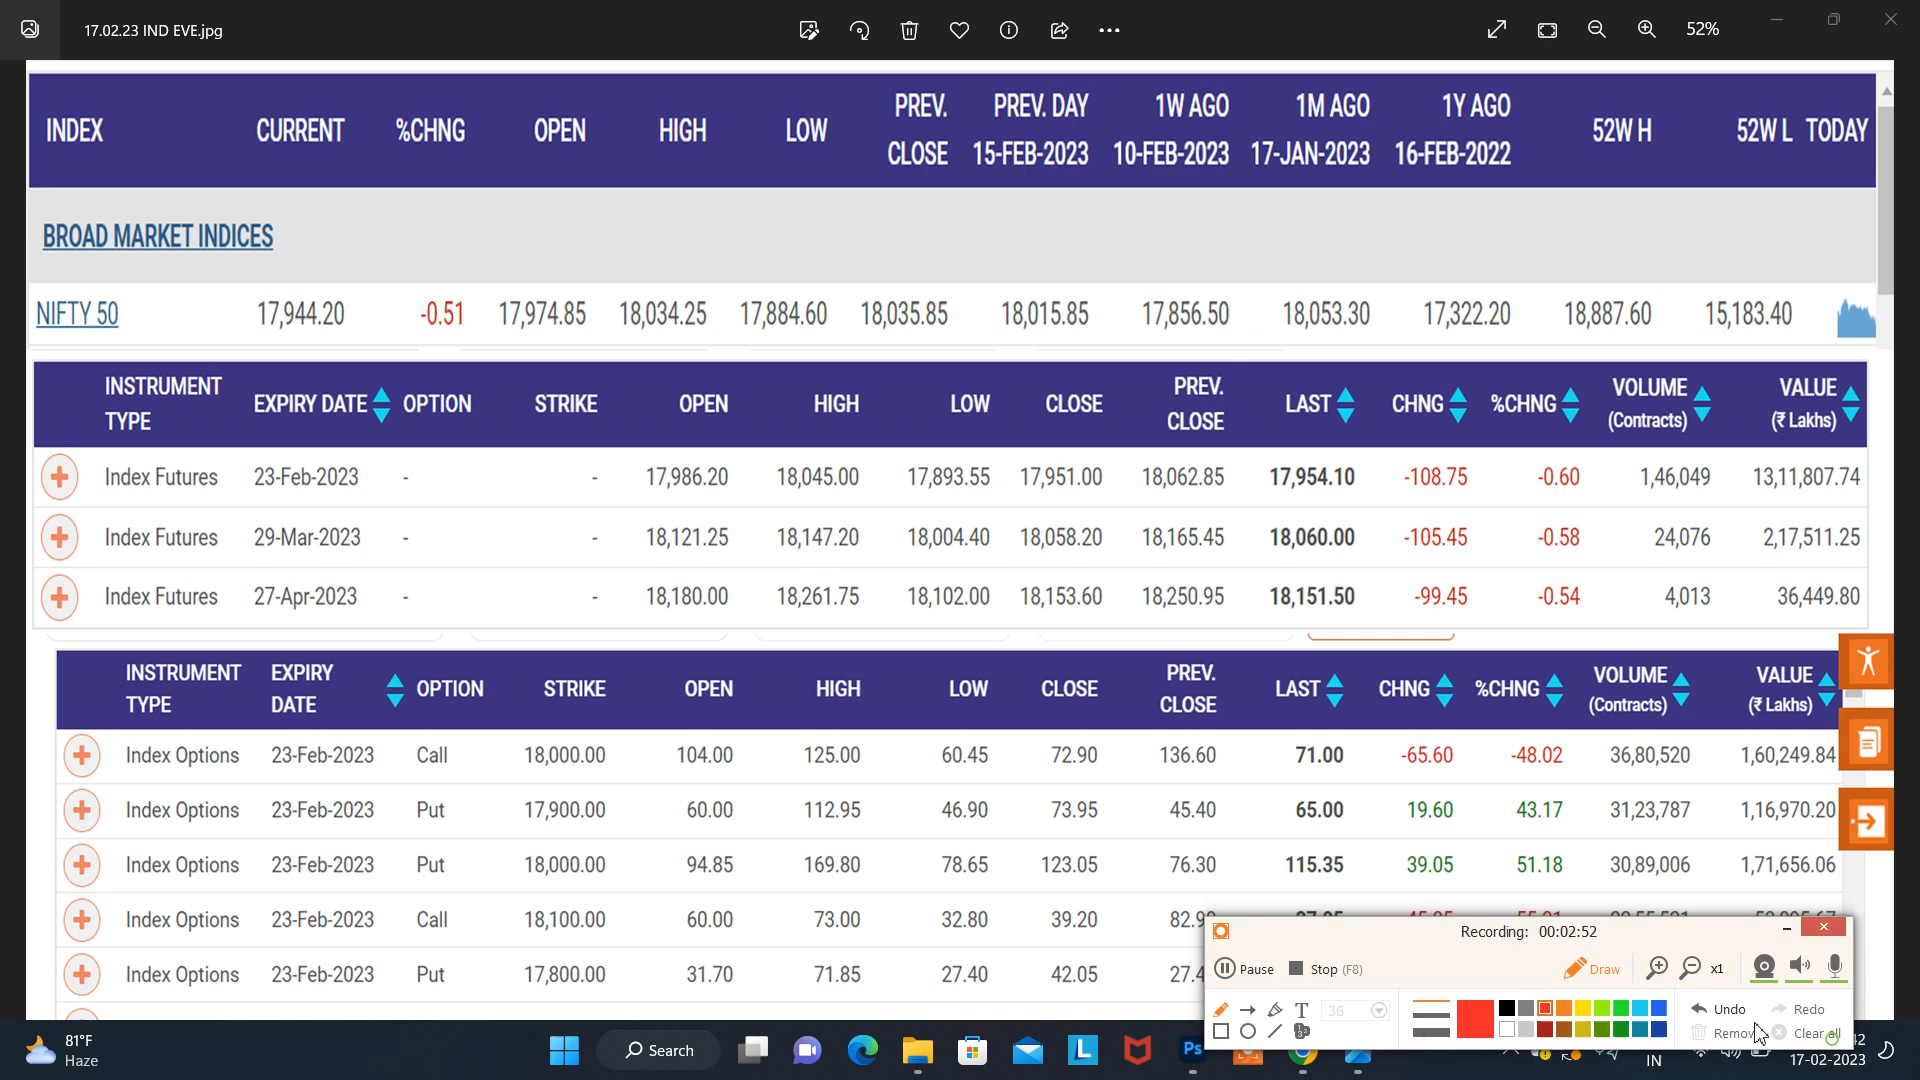 17.02.23 IND EVE.jpg
52%
INDEX CURRENT %CHNG OPEN HIGH LOW PREV. CLOSE PREV. DAY 15-FEB-2023 1W AGO 10-FEB-2023 1M AGO 17-JAN-2023 1Y AGO 16-FEB-2022 52W H 52W L TODAY
BROAD MARKET INDICES
NIFTY 50 17,944.20 -0.51 17,974.85 18,034.25 17,884.60 18,035.85 18,015.85 17,856.50 18,053.30 17,322.20 18,887.60 15,183.40
INSTRUMENT TYPE EXPIRY DATE OPTION STRIKE OPEN HIGH LOW CLOSE PREV. CLOSE LAST CHNG %CHNG VOLUME (Contracts) VALUE (₹ Lakhs)
Index Futures 23-Feb-2023 - - 17,986.20 18,045.00 17,893.55 17,951.00 18,062.85 17,954.10 -108.75 -0.60 1,46,049 13,11,807.74
Index Futures 29-Mar-2023 - - 18,121.25 18,147.20 18,004.40 18,058.20 18,165.45 18,060.00 -105.45 -0.58 24,076 2,17,511.25
Index Futures 27-Apr-2023 - - 18,180.00 18,261.75 18,102.00 18,153.60 18,250.95 18,151.50 -99.45 -0.54 4,013 36,449.80
INSTRUMENT TYPE EXPIRY DATE OPTION STRIKE OPEN HIGH LOW CLOSE PREV. CLOSE LAST CHNG %CHNG VOLUME (Contracts) VALUE (₹ Lakhs)
Index Options 23-Feb-2023 Call 18,000.00 104.00 125.00 60.45 72.90 136.60 71.00 -65.60 -48.02 36,80,520 1,60,249.84
Index Options 23-Feb-2023 Put 17,900.00 60.00 112.95 46.90 73.95 45.40 65.00 19.60 43.17 31,23,787 1,16,970.20
Index Options 23-Feb-2023 Put 18,000.00 94.85 169.80 78.65 123.05 76.30 115.35 39.05 51.18 30,89,006 1,71,656.06
Index Options 23-Feb-2023 Call 18,100.00 60.00 73.00 32.80 39.20
Index Options 23-Feb-2023 Put 17,800.00 31.70 71.85 27.40 42.05
Recording: 00:02:52
Pause Stop (F8) Draw x1
T 36 Undo Redo
Clear all
81°F
Haze
Search
L
Ps
IN
17-02-2023